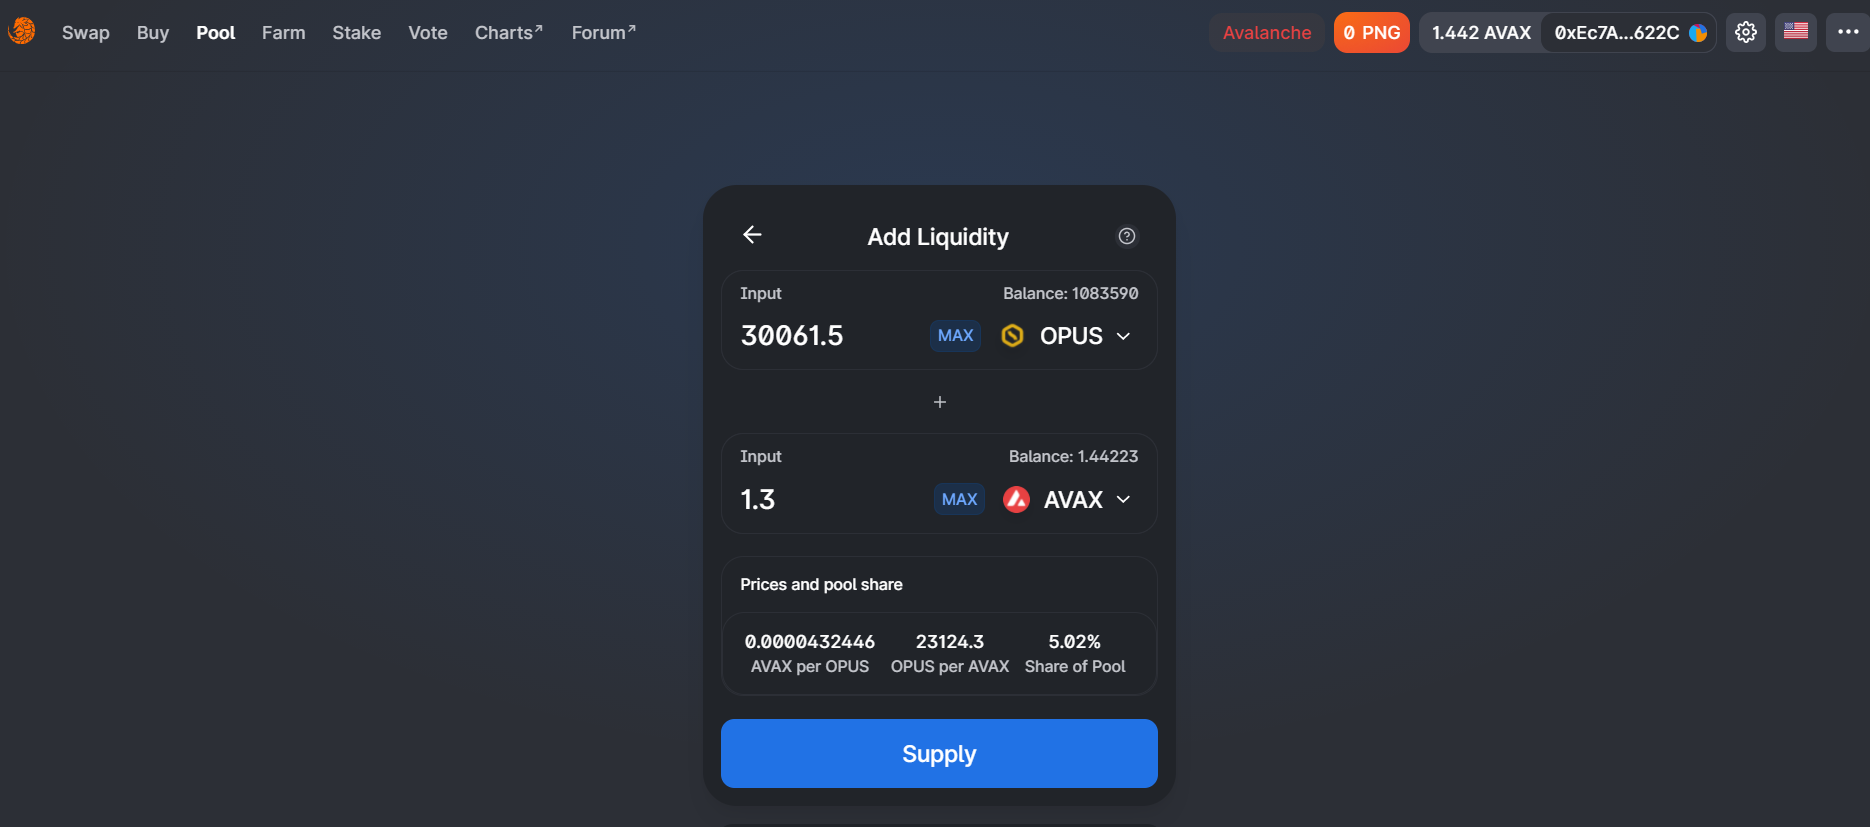 Swap Buy Pool Farm Stake Vote Charts↗ Forum↗ Avalanche 0 PNG 1.442 AVAX 0xEc7A...622C
Add Liquidity
Input Balance: 1083590
30061.5 MAX OPUS
+
Input Balance: 1.44223
1.3 MAX AVAX
Prices and pool share
0.0000432446 23124.3 5.02%
AVAX per OPUS OPUS per AVAX Share of Pool
Supply